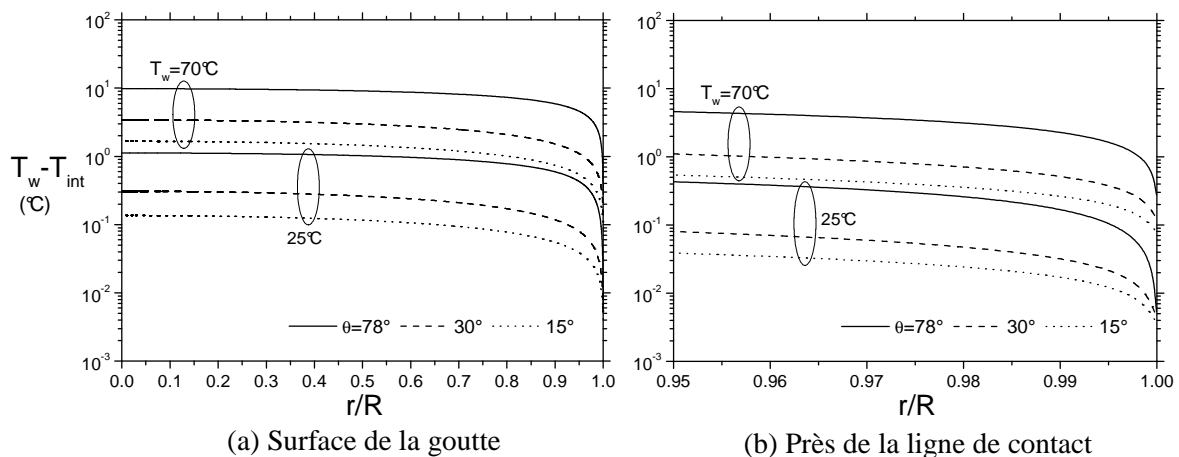 10²
10¹
10⁰
10⁻¹
10⁻²
10⁻³
T_w-T_int
(℃)
T_w=70℃
25℃
θ=78° 30° 15°
0.0 0.1 0.2 0.3 0.4 0.5 0.6 0.7 0.8 0.9 1.0
r/R
(a) Surface de la goutte
10²
10¹
10⁰
10⁻¹
10⁻²
10⁻³
T_w=70℃
25℃
θ=78° 30° 15°
0.95 0.96 0.97 0.98 0.99 1.00
r/R
(b) Près de la ligne de contact